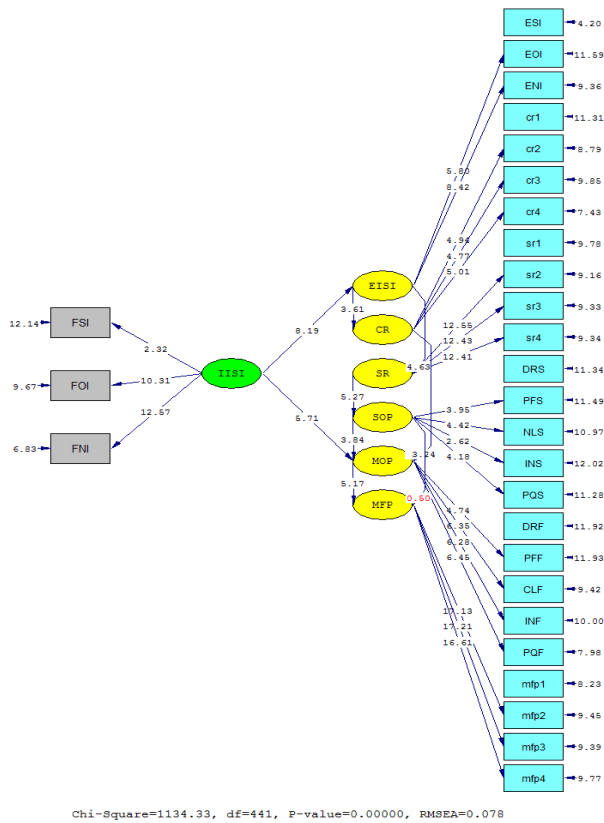 ESI 4.20
EOI 11.59
ENI 9.36
cr1 11.31
cr2 8.79
5.80
cr3 9.85
8.42
cr4 7.43
4.94
sr1 9.78
4.77
5.01
sr2 9.16
EISI
sr3 9.33
3.61
12.14 FSI
8.19
CR
12.55
sr4 9.34
12.43
2.32
12.41
4.63
DRS 11.34
IISI
SR
9.67 FOI
10.31
5.27
PFS 11.49
3.95
SOP
4.42
NLS 10.97
12.57
5.71
3.84
2.62
6.83 FNI
3.24
4.18
INS 12.02
MOP
5.17
PQS 11.28
0.50
MFP
4.74
DRF 11.92
6.35
6.28
PFF 11.93
6.45
CLF 9.42
17.13
INF 10.00
17.21
16.61
PQF 7.98
mfp1 8.23
mfp2 9.45
mfp3 9.39
mfp4 9.77
Chi-Square=1134.33, df=441, P-value=0.00000, RMSEA=0.078